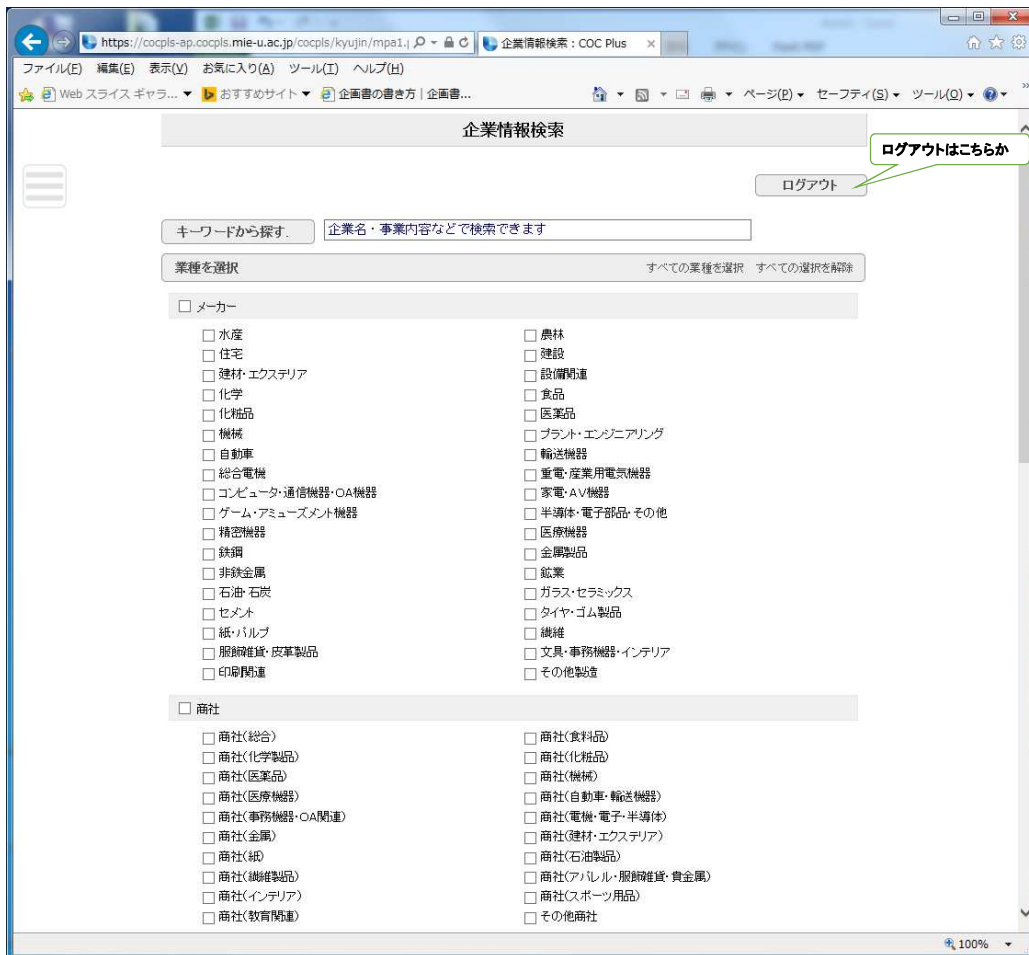 https://cocpls-ap.cocpls.mie-u.ac.jp/cocpls/kyujin/mpa1.j
企業情報検索：COC Plus ×
ファイル(F) 編集(E) 表示(V) お気に入り(A) ツール(T) ヘルプ(H)
Web スライス ギャラ... おすすめサイト 企画書の書き方 | 企画書...
ページ(P) セーフティ(S) ツール(O)
企業情報検索
ログアウトはこちらか
ログアウト
キーワードから探す. 企業名・事業内容などで検索できます
業種を選択 すべての業種を選択 すべての選択を解除
メーカー
水産 農林
住宅 建設
建材・エクステリア 設備関連
化学 食品
化粧品 医薬品
機械 プラント・エンジニアリング
自動車 輸送機器
総合電機 重電・産業用電気機器
コンピュータ・通信機器・OA機器 家電・AV機器
ゲーム・アミューズメント機器 半導体・電子部品・その他
精密機器 医療機器
鉄鋼 金属製品
非鉄金属 鉱業
石油・石炭 ガラス・セラミックス
セメント タイヤ・ゴム製品
紙・パルプ 繊維
服飾雑貨・皮革製品 文具・事務機器・インテリア
印刷関連 その他製造
商社
商社(総合) 商社(食料品)
商社(化学製品) 商社(化粧品)
商社(医薬品) 商社(機械)
商社(医療機器) 商社(自動車・輸送機器)
商社(事務機器・OA関連) 商社(電機・電子・半導体)
商社(金属) 商社(建材・エクステリア)
商社(紙) 商社(石油製品)
商社(繊維製品) 商社(アパレル・服飾雑貨・貴金属)
商社(インテリア) 商社(スポーツ用品)
商社(教育関連) その他商社
100%